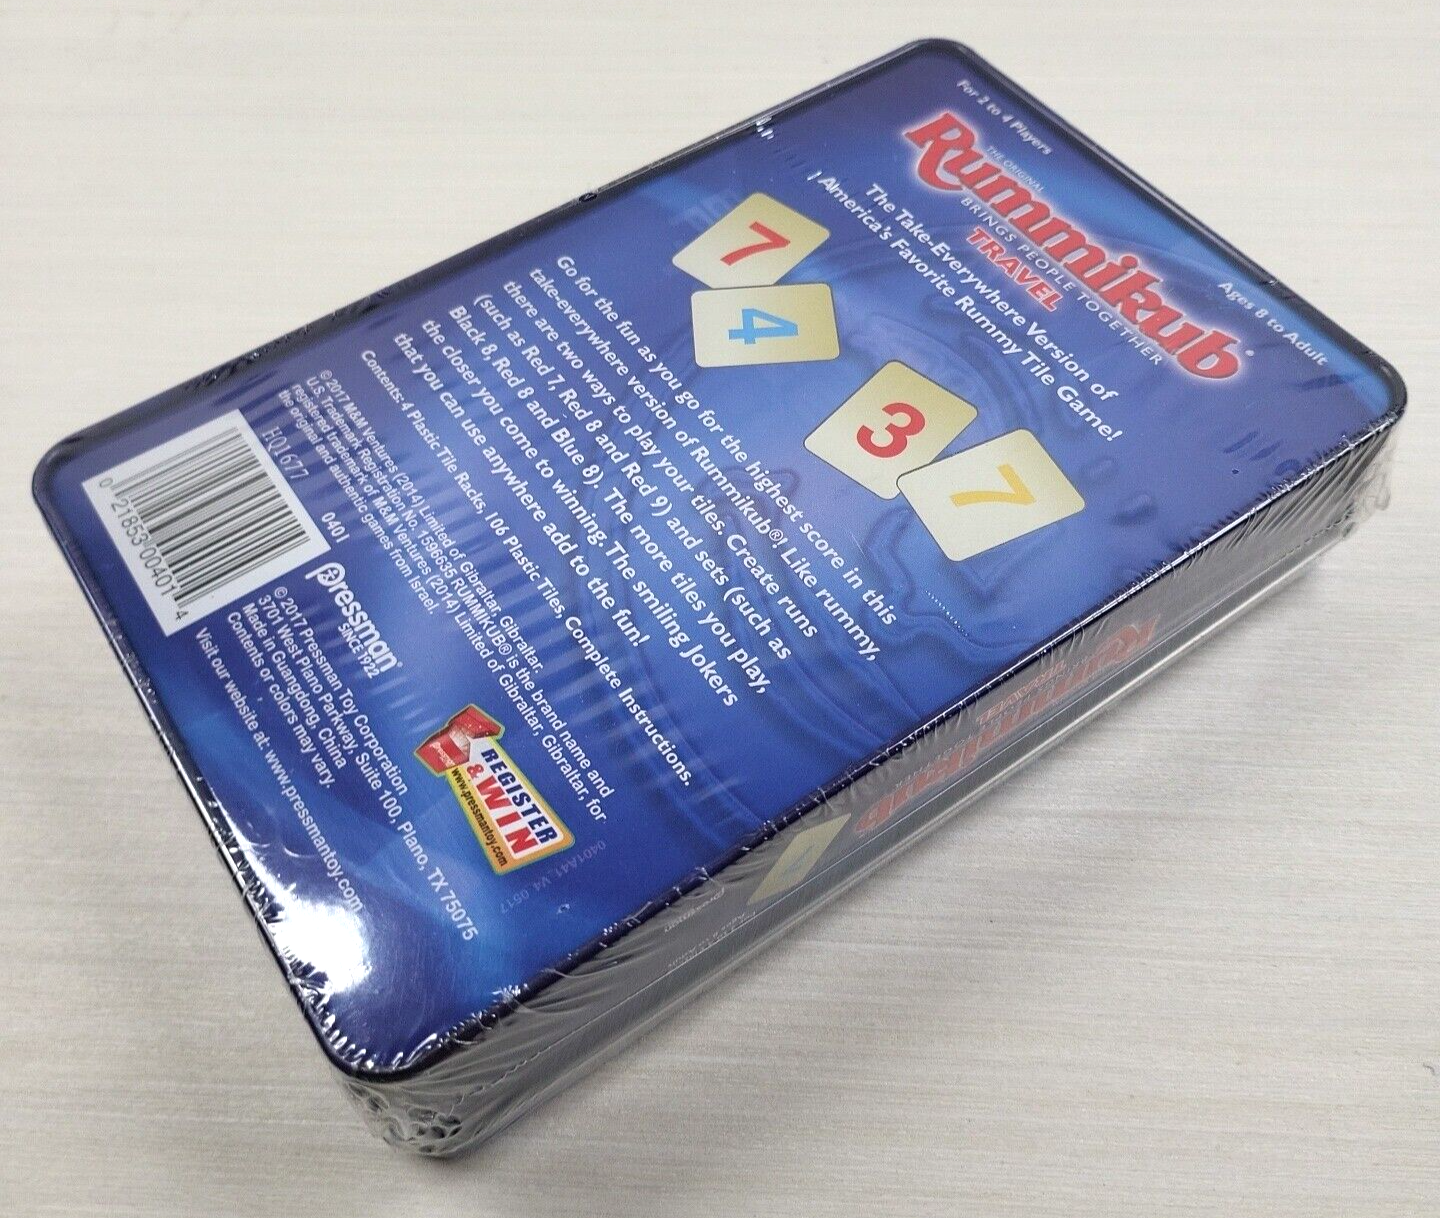 For 2 to 4 Players
Ages 8 to Adult
THE ORIGINAL
Rummikub®
BRINGS PEOPLE TOGETHER
TRAVEL
The Take-Everywhere Version of
America's Favorite Rummy Tile Game!
7
4
3
7
Go for the fun as you go for the highest score in this
take-everywhere version of Rummikub®! Like rummy,
there are two ways to play your tiles. Create runs
(such as Red 7, Red 8 and Red 9) and sets (such as
Black 8, Red 8 and Blue 8). The more tiles you play,
the closer you come to winning. The smiling Jokers
that you can use anywhere add to the fun!
Contents: 4 Plastic Tile Racks, 106 Plastic Tiles, Complete Instructions.
© 2017 M&M Ventures (2014) Limited of Gibraltar, Gibraltar.
U.S. Trademark Registration No. 1596635 RUMMIKUB® is the brand name and
registered trademark of M&M Ventures (2014) Limited of Gibraltar, Gibraltar, for
the original and authentic games from Israel.
HQ1677
0401
0 21853 00401 4
pressman®
SINCE 1922
© 2017 Pressman Toy Corporation
3701 West Plano Parkway, Suite 100, Plano, TX 75075
Made in Guangdong, China
Contents or colors may vary.
Visit our website at: www.pressmantoy.com
REGISTER
& WIN
www.pressmantoy.com
0401A41_V4 0517
Rummikub
TRAVEL
pressman